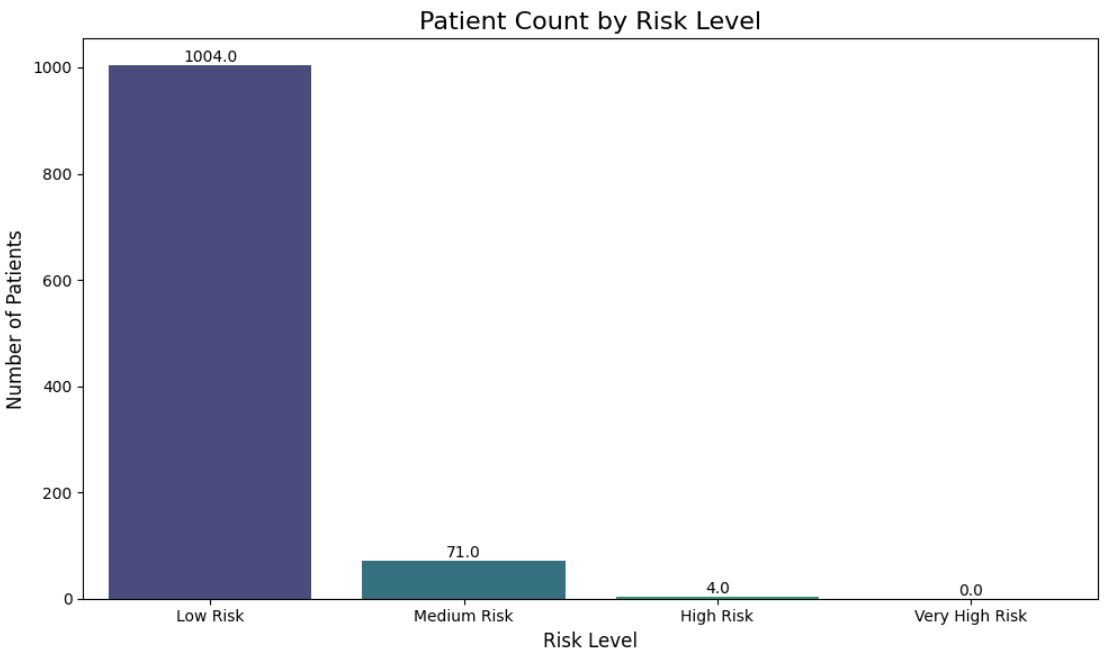 Patient Count by Risk Level
1004.0
1000
800
600
400
200
0
Number of Patients
71.0
4.0
0.0
Low Risk
Medium Risk
High Risk
Very High Risk
Risk Level